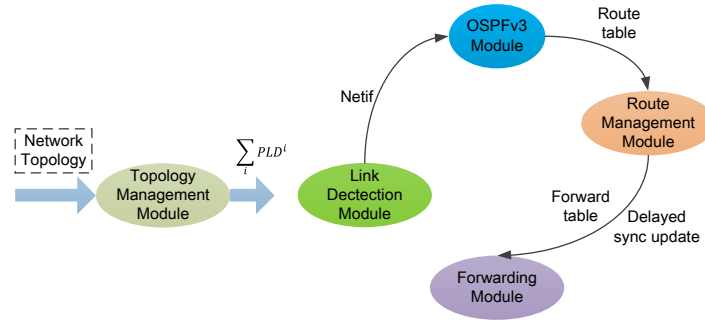 Network
Topology
Topology
Management
Module
∑ PLDⁱ
i
Link
Dectection
Module
Netif
OSPFv3
Module
Route
table
Route
Management
Module
Forward
table
Delayed
sync update
Forwarding
Module